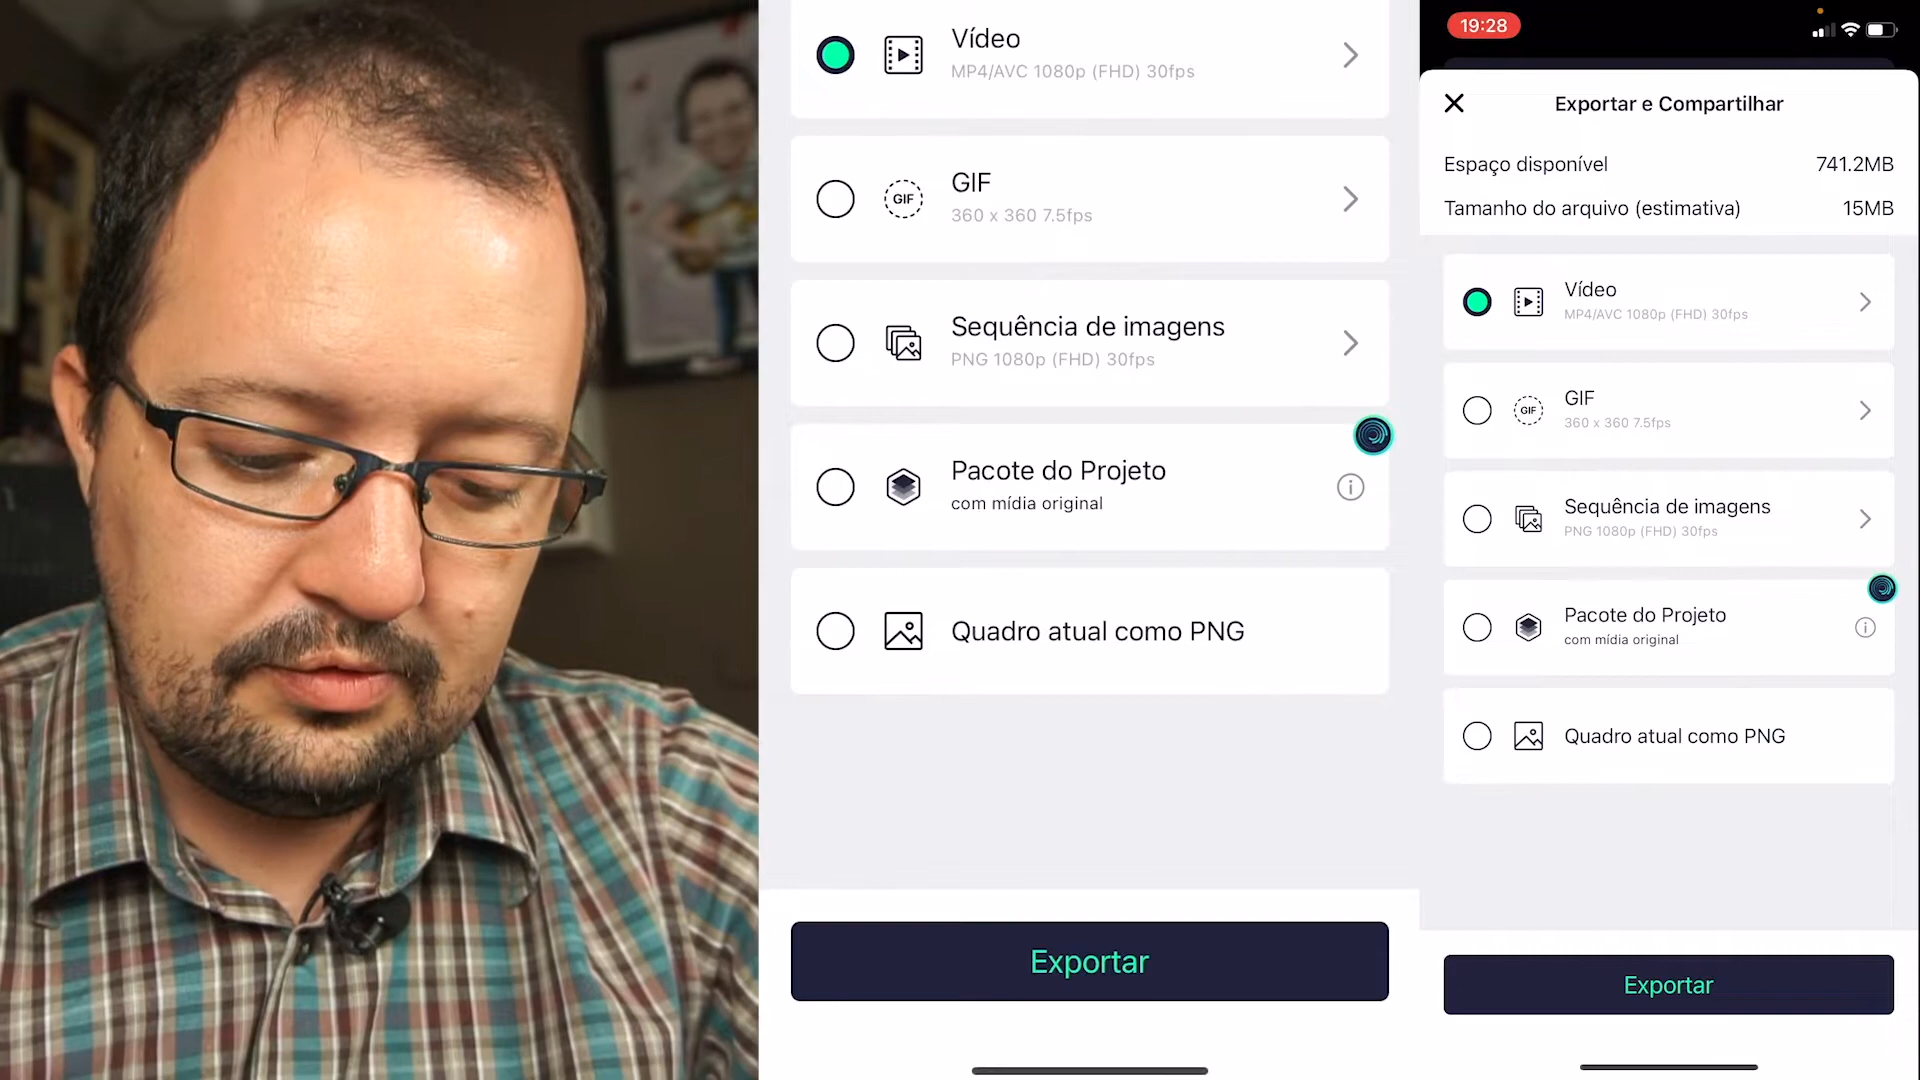 Vídeo
MP4/AVC 1080p (FHD) 30fps
GIF
GIF
360 x 360 7.5fps
Sequência de imagens
PNG 1080p (FHD) 30fps
Pacote do Projeto
com mídia original
Quadro atual como PNG
Exportar
19:28
Exportar e Compartilhar
Espaço disponível 741.2MB
Tamanho do arquivo (estimativa) 15MB
Vídeo
MP4/AVC 1080p (FHD) 30fps
GIF
GIF
360 x 360 7.5fps
Sequência de imagens
PNG 1080p (FHD) 30fps
Pacote do Projeto
com mídia original
Quadro atual como PNG
Exportar